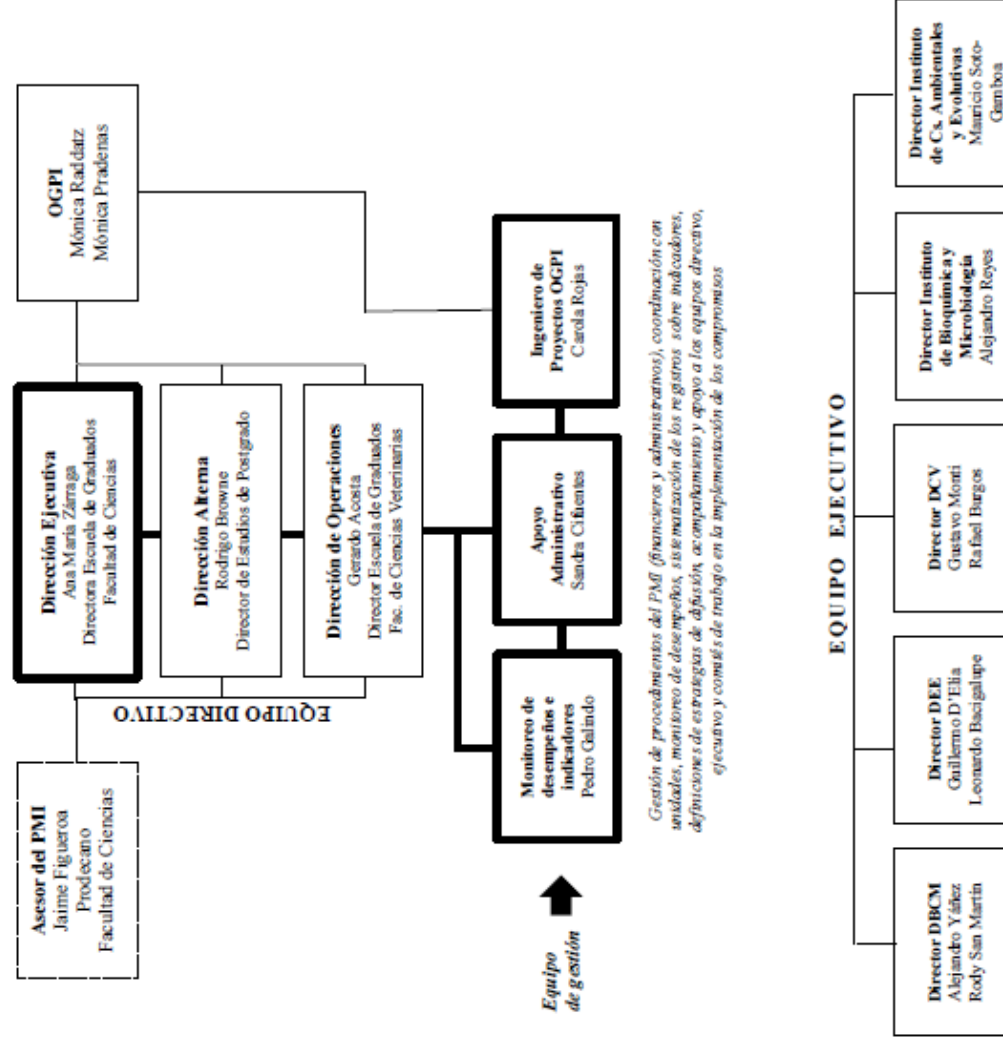 Asesor del PMI
Jaime Figueroa
Prodecano
Facultad de Ciencias
Dirección Ejecutiva
Ana María Zárraga
Directora Escuela de Graduados
Facultad de Ciencias
OGPI
Mónica Raddatz
Mónica Pradenas
EQUIPO DIRECTIVO
Dirección Alterna
Rodrigo Browne
Director de Estudios de Postgrado
Dirección de Operaciones
Gerardo Acosta
Director Escuela de Graduados
Fac. de Ciencias Veterinarias
Equipo
de gestión
Monitoreo de
desempeños e
indicadores
Pedro Galindo
Apoyo
Administrativo
Sandra Cifuentes
Ingeniero de
Proyectos OGPI
Carola Rojas
Gestión de procedimientos del PMI (financieros y administrativos), coordinación con
unidades, monitoreo de desempeños, sistematización de los registros sobre indicadores,
definiciones de estrategias de difusión, acompañamiento y apoyo a los equipos directivo,
ejecutivo y comités de trabajo en la implementación de los compromisos
EQUIPO EJECUTIVO
Director DBCM
Alejandro Yáñez
Rody San Martín
Director DEE
Guillermo D'Elía
Leonardo Bacigalupe
Director DCV
Gustavo Monti
Rafael Burgos
Director Instituto
de Bioquímica y
Microbiología
Alejandro Reyes
Director Instituto
de Cs. Ambientales
y Evolutivas
Mauricio Soto-
Gamboa